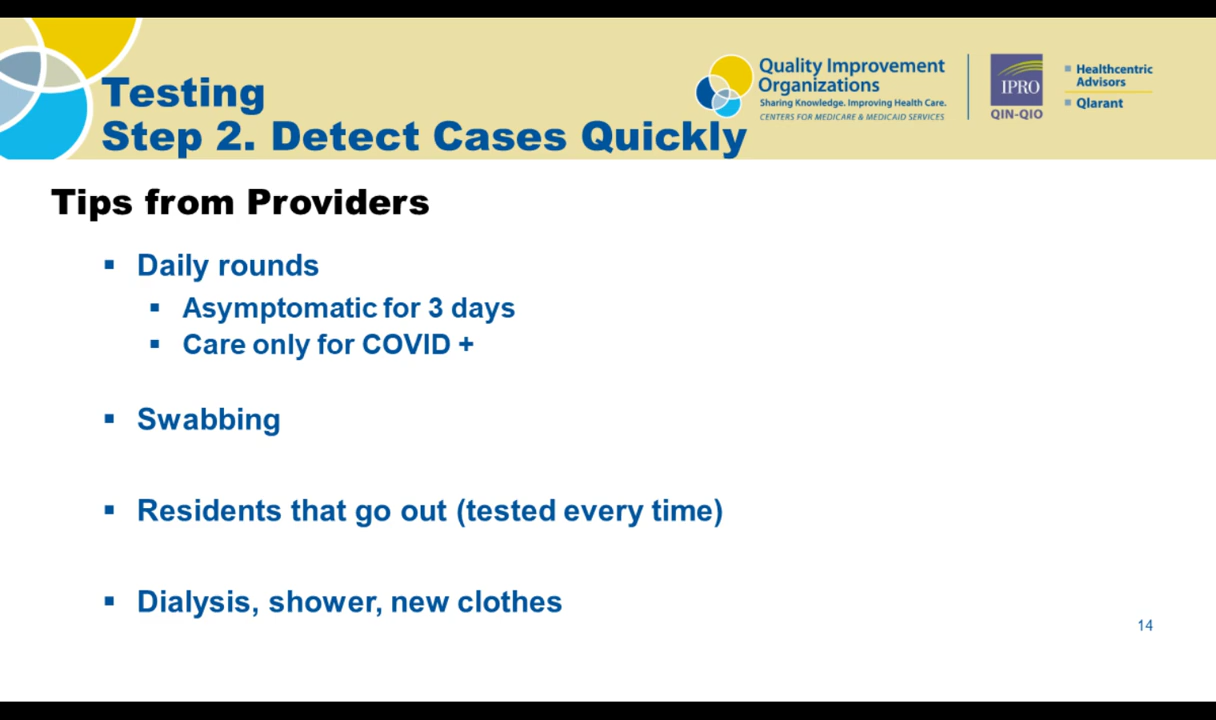 Testing
Step 2. Detect Cases Quickly
Quality Improvement
Organizations
Sharing Knowledge. Improving Health Care.
CENTERS FOR MEDICARE & MEDICAID SERVICES
IPRO
QIN-QIO
▪ Healthcentric
Advisors
▪ Qlarant
Tips from Providers
▪ Daily rounds
▪ Asymptomatic for 3 days
▪ Care only for COVID +
▪ Swabbing
▪ Residents that go out (tested every time)
▪ Dialysis, shower, new clothes
14